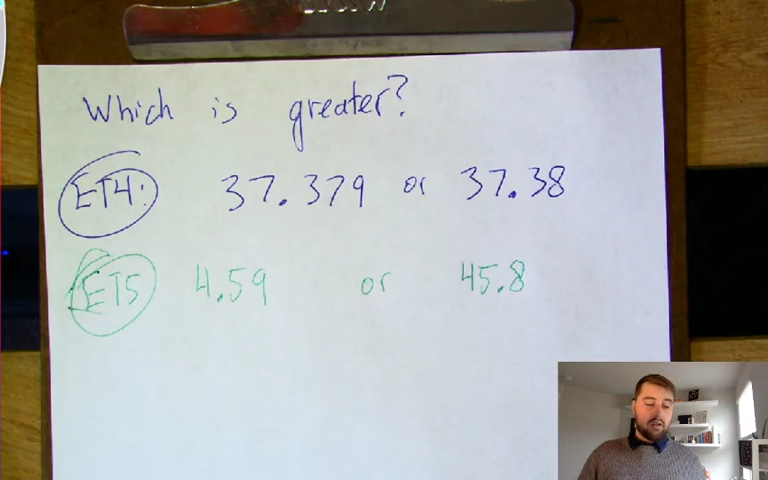 Which is greater?
ET4: 37.379 or 37.38
ET5 4.59 or 45.8